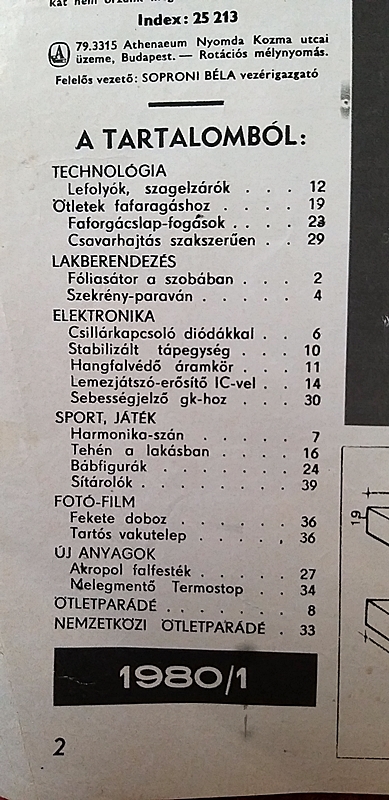 kat nem
Index: 25 213
79.3315 Athenaeum Nyomda Kozma utcai
üzeme, Budapest. — Rotációs mélynyomás.
Felelős vezető: SOPRONI BÉLA vezérigazgató
A TARTALOMBÓL:
TECHNOLÓGIA
Lefolyók, szagelzárók . . . 12
Ötletek fafaragáshoz . . . . 19
Faforgácslap-fogások . . . . 23
Csavarhajtás szakszerűen . . 29
LAKBERENDEZÉS
Fóliasátor a szobában . . . 2
Szekrény-paraván . . . . . 4
ELEKTRONIKA
Csillárkapcsoló diódákkal . . 6
Stabilizált tápegység . . . 10
Hangfalvédő áramkör . . . 11
Lemezjátszó-erősítő IC-vel . . 14
Sebességjelző gk-hoz . . . 30
SPORT, JÁTÉK
Harmonika-szán . . . . . 7
Tehén a lakásban . . . . 16
Bábfigurák . . . . . . 24
Sítárolók . . . . . . . 39
FOTÓ-FILM
Fekete doboz . . . . . . 36
Tartós vakutelep . . . . . 36
ÚJ ANYAGOK
Akropol falfesték . . . . . 27
Melegmentő Termostop . . . 34
ÖTLETPARÁDÉ . . . . . . . 8
NEMZETKÖZI ÖTLETPARÁDÉ . 33
1980/1
2
19